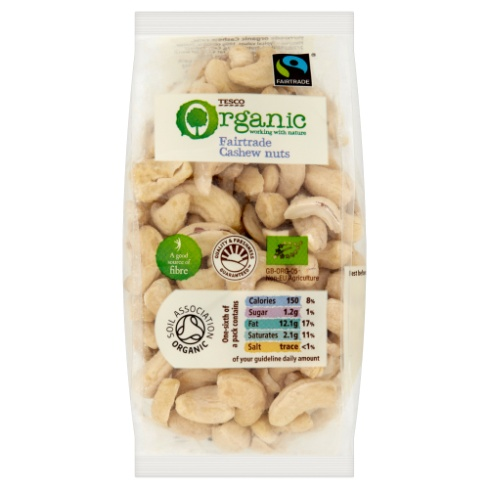 FAIRTRADE
TESCO
Organic
working with nature
Fairtrade
Cashew nuts
A good
source of
fibre
QUALITY & FRESHNESS
GUARANTEED
GB-ORG-05
Non-EU Agriculture
SOIL ASSOCIATION
ORGANIC
One-sixth of
a pack contains
Calories 150 8%
Sugar 1.2g 1%
Fat 12.1g 17%
Saturates 2.1g 11%
Salt trace <1%
of your guideline daily amount